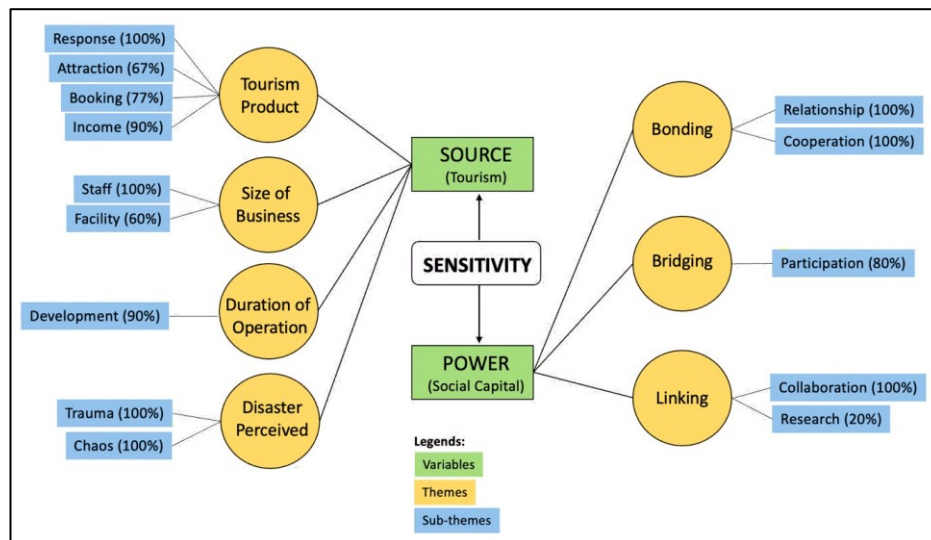 Response (100%)
Attraction (67%)
Booking (77%)
Income (90%)
Tourism
Product
Staff (100%)
Facility (60%)
Size of
Business
Development (90%)
Duration of
Operation
Trauma (100%)
Chaos (100%)
Disaster
Perceived
SOURCE
(Tourism)
SENSITIVITY
POWER
(Social Capital)
Legends:
Variables
Themes
Sub-themes
Bonding
Relationship (100%)
Cooperation (100%)
Bridging
Participation (80%)
Linking
Collaboration (100%)
Research (20%)